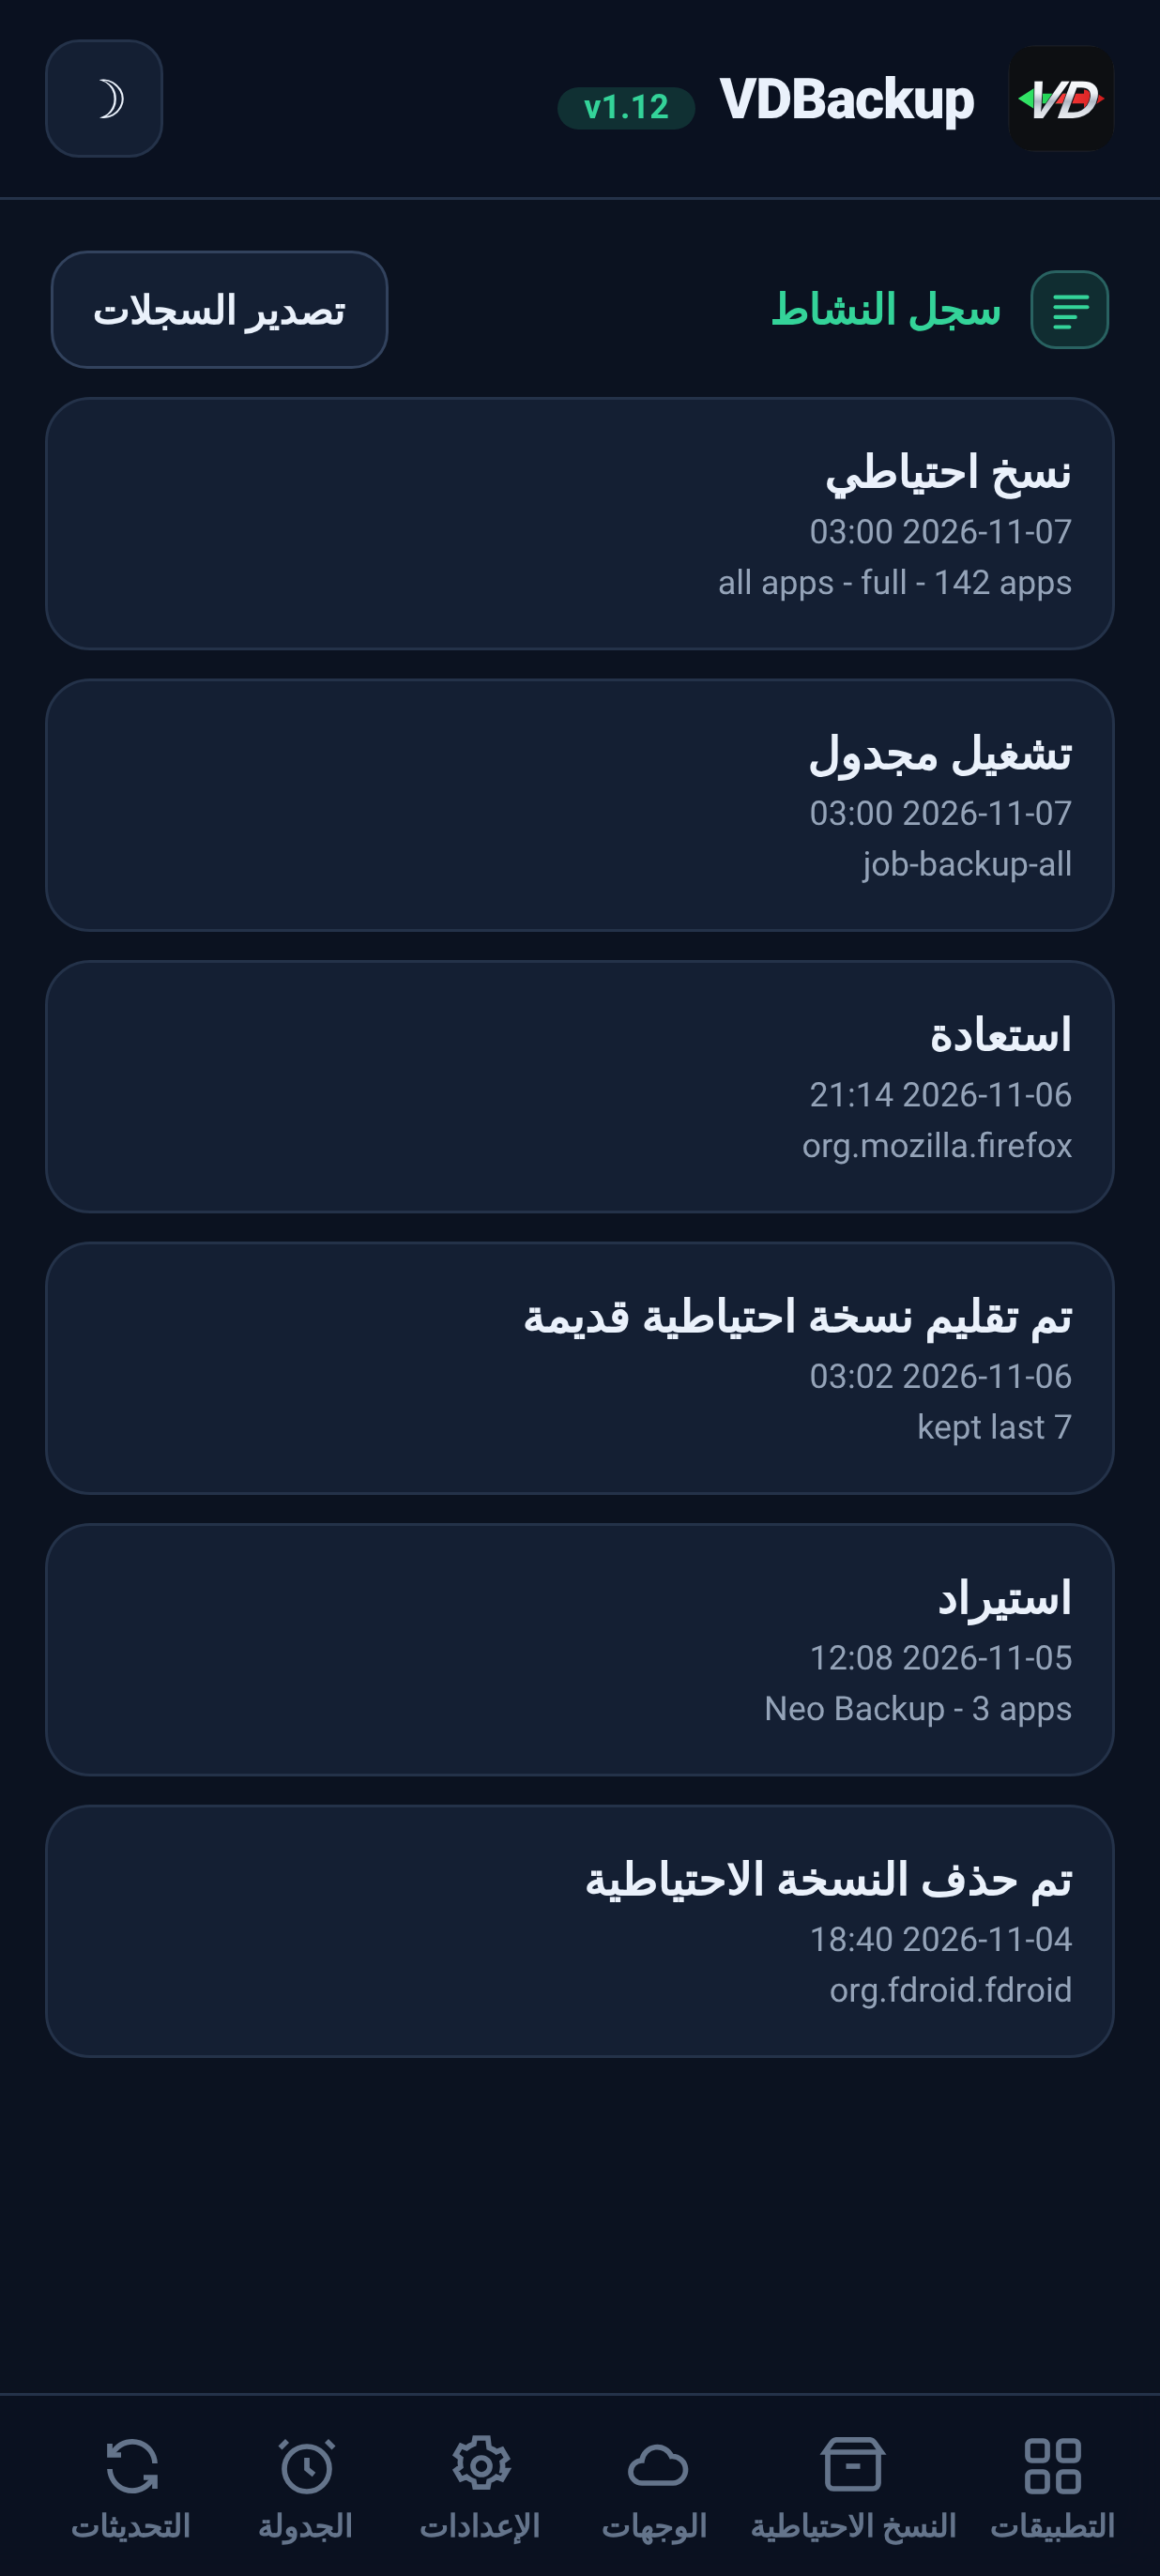 VD
VDBackup v1.12
سجل النشاط
تصدير السجلات
نسخ احتياطي
03:00 2026-11-07
all apps - full - 142 apps
تشغيل مجدول
03:00 2026-11-07
job-backup-all
استعادة
21:14 2026-11-06
org.mozilla.firefox
تم تقليم نسخة احتياطية قديمة
03:02 2026-11-06
kept last 7
استيراد
12:08 2026-11-05
Neo Backup - 3 apps
تم حذف النسخة الاحتياطية
18:40 2026-11-04
org.fdroid.fdroid
التطبيقات
النسخ الاحتياطية
الوجهات
الإعدادات
الجدولة
التحديثات